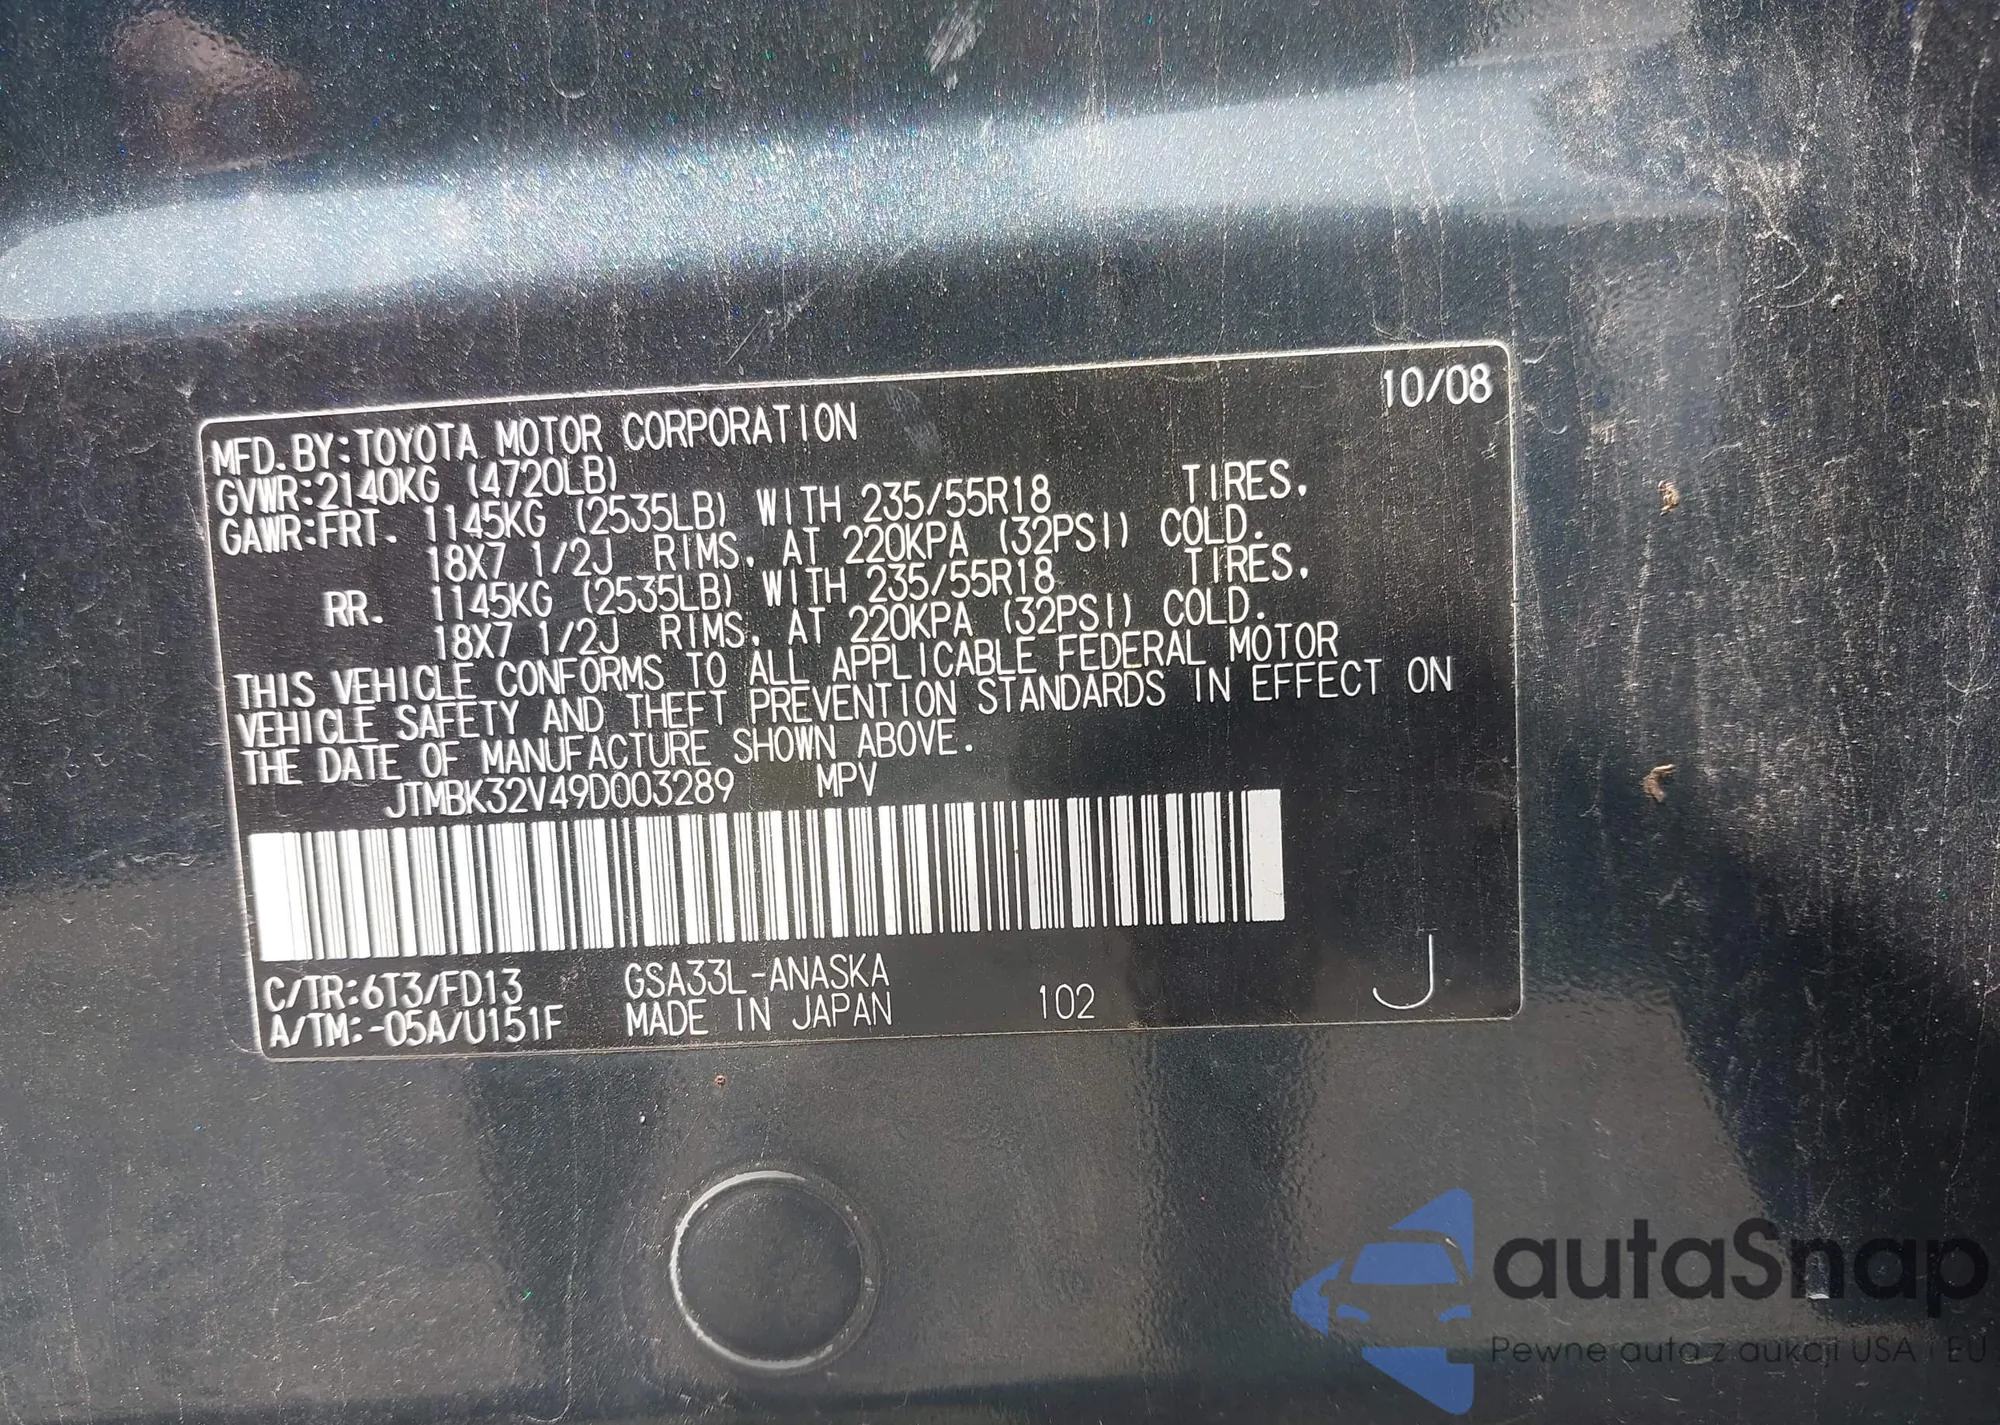 10/08
MFD. BY:TOYOTA MOTOR CORPORATION
GVWR:2140KG (4720LB)
GAWR:FRT. 1145KG (2535LB) WITH 235/55R18 TIRES,
18X7 1/2J RIMS, AT 220KPA (32PSI) COLD.
RR. 1145KG (2535LB) WITH 235/55R18 TIRES,
18X7 1/2J RIMS, AT 220KPA (32PSI) COLD.
THIS VEHICLE CONFORMS TO ALL APPLICABLE FEDERAL MOTOR
VEHICLE SAFETY AND THEFT PREVENTION STANDARDS IN EFFECT ON
THE DATE OF MANUFACTURE SHOWN ABOVE.
JTMBK32V49D003289 MPV
C/TR:6T3/FD13 GSA33L-ANASKA
A/TM:-05A/U151F MADE IN JAPAN 102 J
autaSnap
Pewne auta z aukcji USA i EU